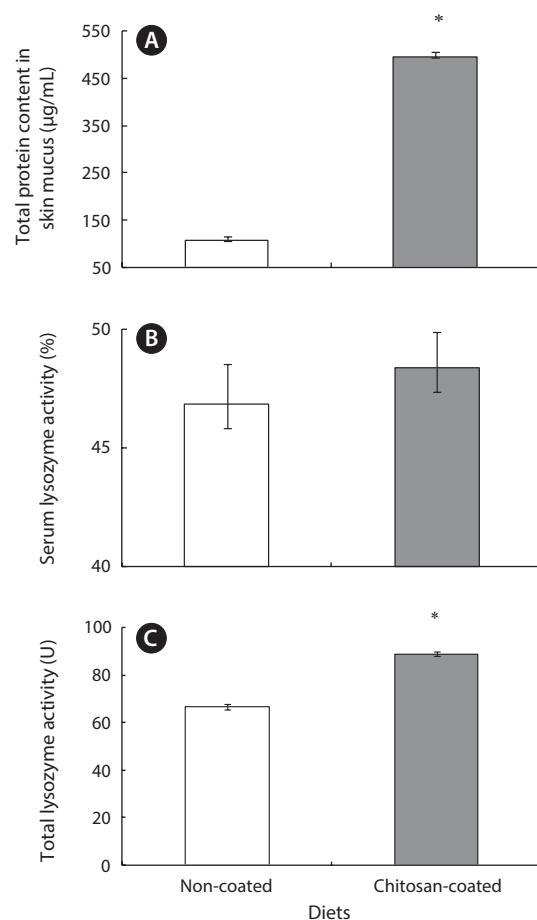 A
Total protein content in
skin mucus (µg/mL)
550
450
350
250
150
50
*
B
Serum lysozyme activity (%)
50
45
40
C
Total lysozyme activity (U)
100
80
60
40
20
0
*
Non-coated Chitosan-coated
Diets